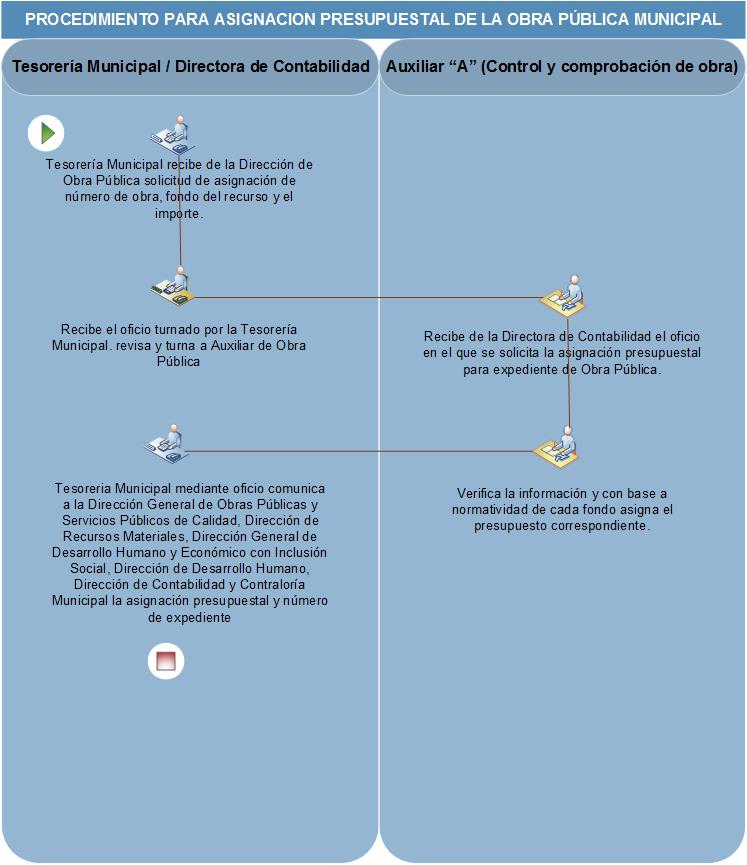 PROCEDIMIENTO PARA ASIGNACION PRESUPUESTAL DE LA OBRA PÚBLICA MUNICIPAL
Tesorería Municipal / Directora de Contabilidad
Auxiliar “A” (Control y comprobación de obra)
Tesorería Municipal recibe de la Dirección de
Obra Pública solicitud de asignación de
número de obra, fondo del recurso y el
importe.
Recibe el oficio turnado por la Tesorería
Municipal. revisa y turna a Auxiliar de Obra
Pública
Recibe de la Directora de Contabilidad el oficio
en el que se solicita la asignación presupuestal
para expediente de Obra Pública.
Verifica la información y con base a
normatividad de cada fondo asigna el
presupuesto correspondiente.
Tesoreria Municipal mediante oficio comunica
a la Dirección General de Obras Públicas y
Servicios Públicos de Calidad, Dirección de
Recursos Materiales, Dirección General de
Desarrollo Humano y Económico con Inclusión
Social, Dirección de Desarrollo Humano,
Dirección de Contabilidad y Contraloría
Municipal la asignación presupuestal y número
de expediente